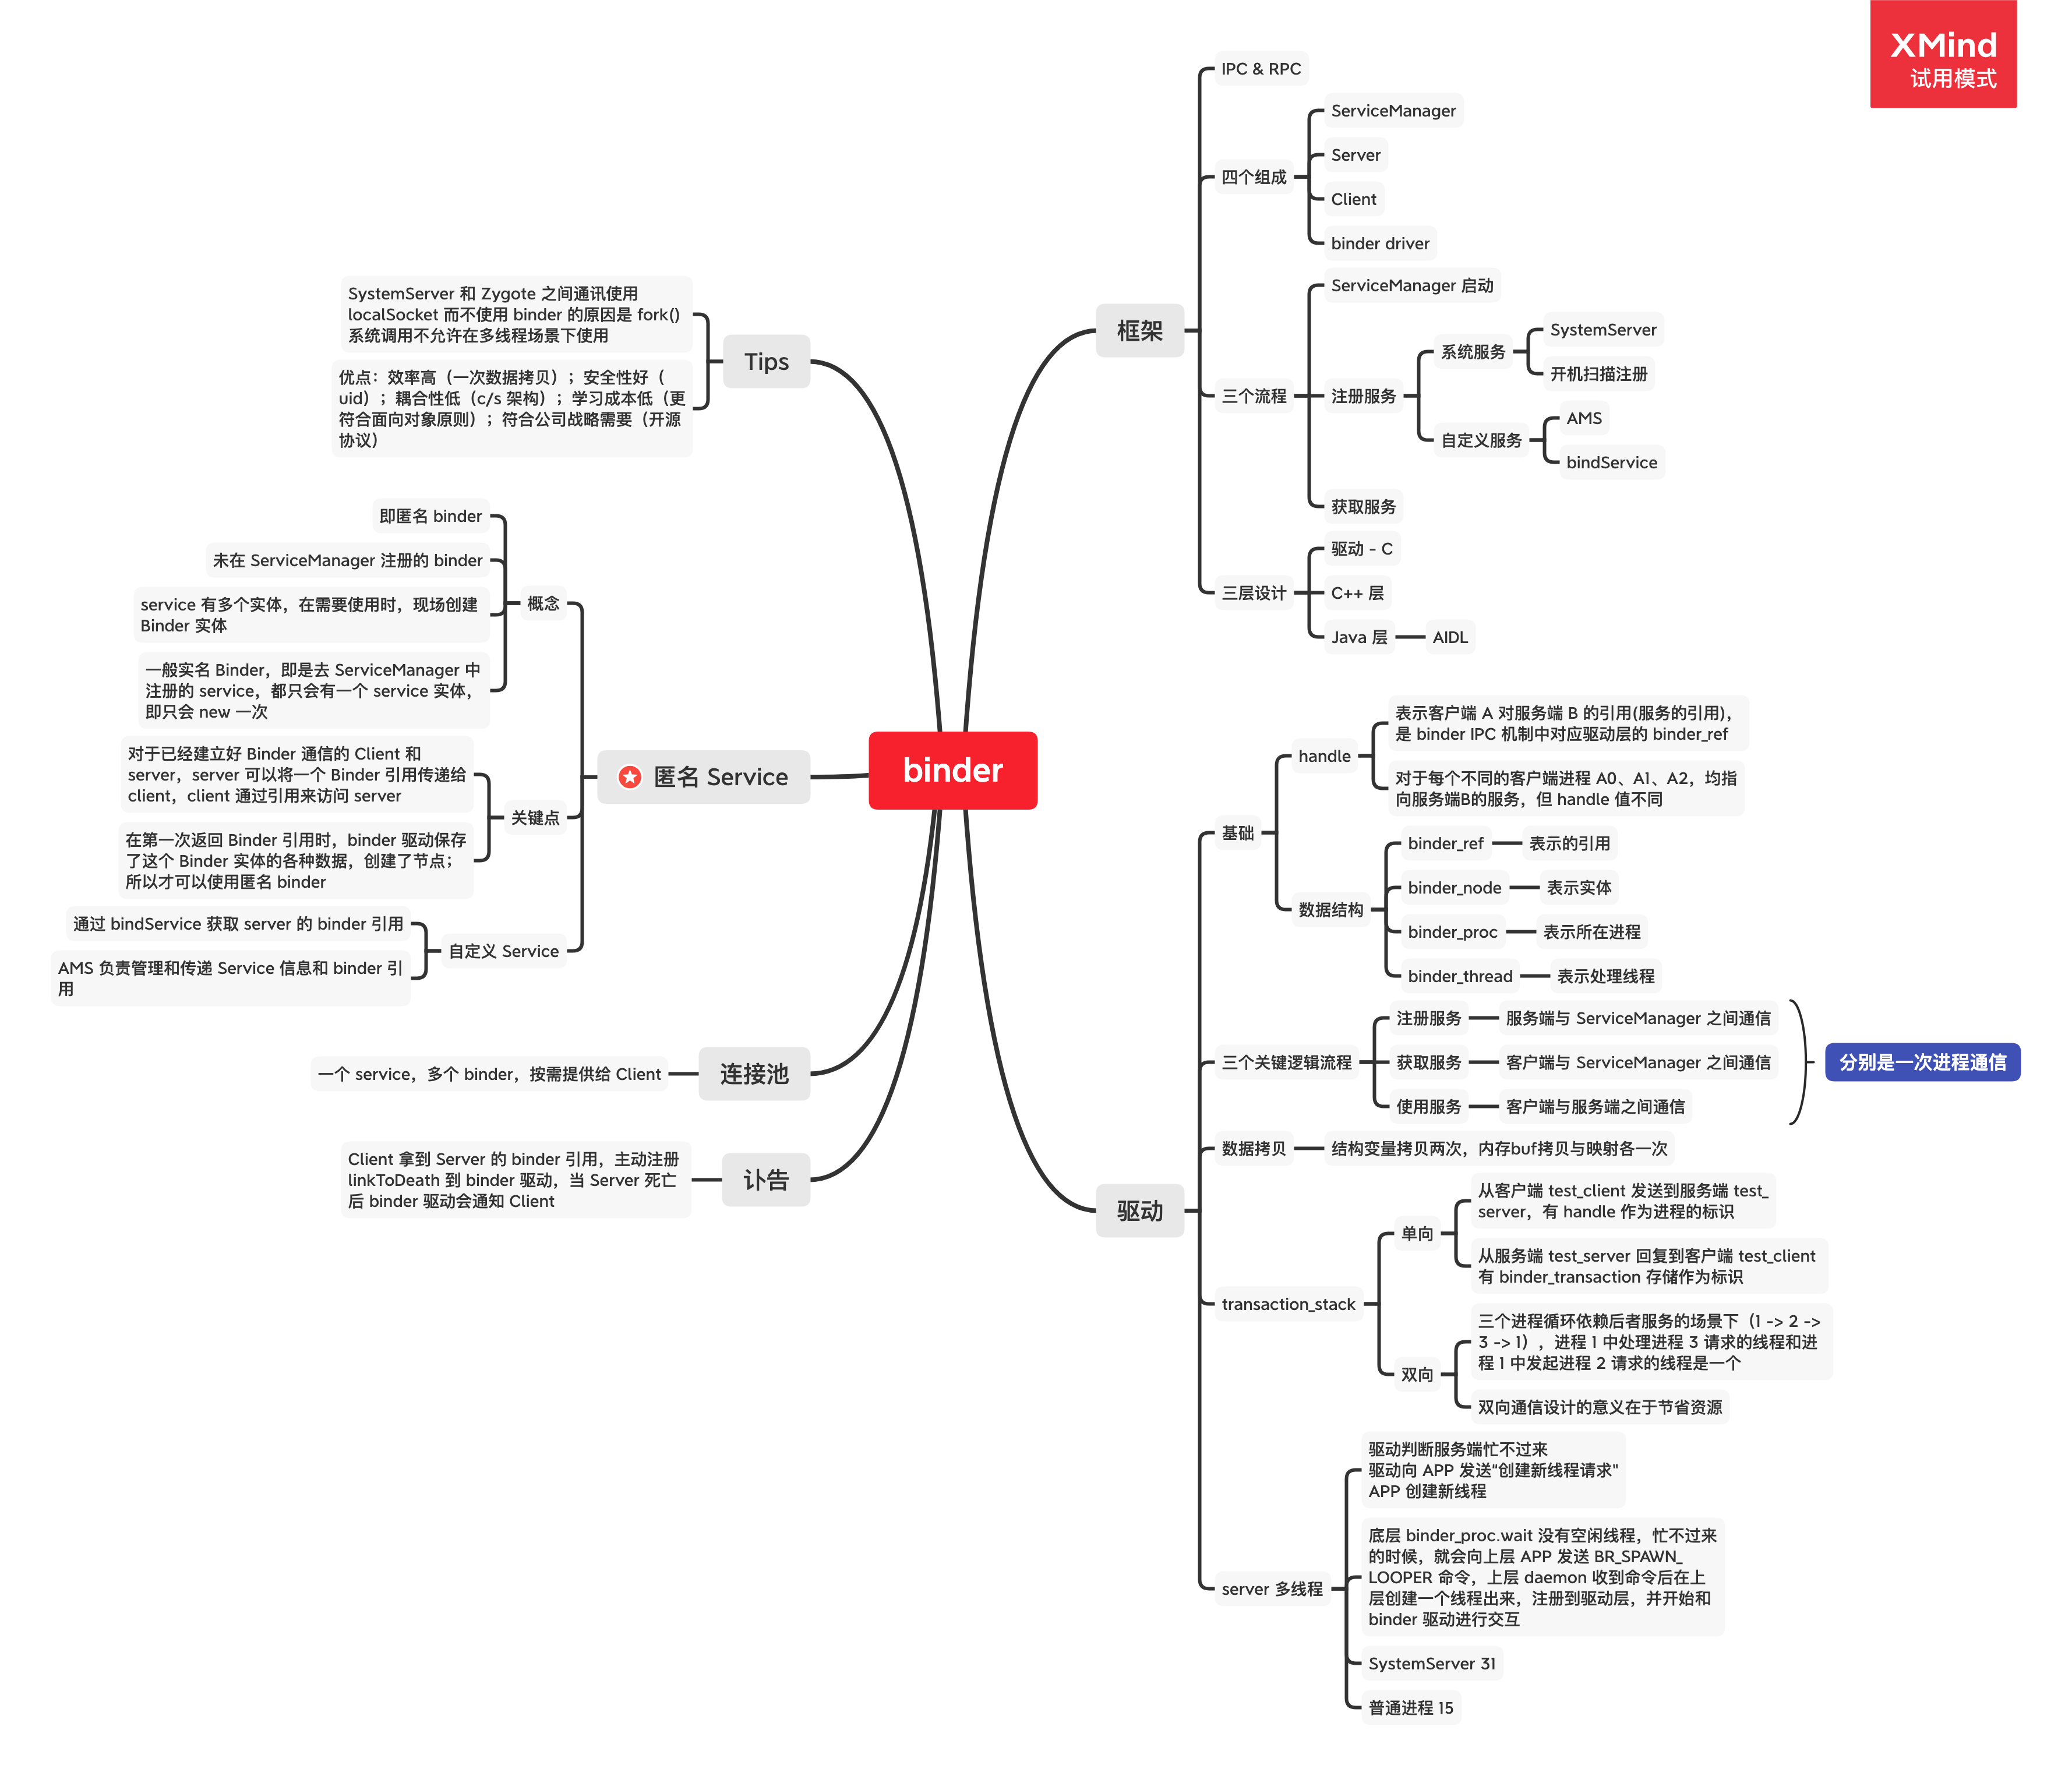 XMind
试用模式
binder
框架
IPC & RPC
四个组成
ServiceManager
Server
Client
binder driver
三个流程
ServiceManager 启动
注册服务
系统服务
SystemServer
开机扫描注册
自定义服务
AMS
bindService
获取服务
三层设计
驱动 - C
C++ 层
Java 层
AIDL
驱动
基础
handle
表示客户端 A 对服务端 B 的引用(服务的引用)，
是 binder IPC 机制中对应驱动层的 binder_ref
对于每个不同的客户端进程 A0、A1、A2，均指
向服务端B的服务，但 handle 值不同
数据结构
binder_ref
表示的引用
binder_node
表示实体
binder_proc
表示所在进程
binder_thread
表示处理线程
三个关键逻辑流程
注册服务
服务端与 ServiceManager 之间通信
获取服务
客户端与 ServiceManager 之间通信
使用服务
客户端与服务端之间通信
分别是一次进程通信
数据拷贝
结构变量拷贝两次，内存buf拷贝与映射各一次
transaction_stack
单向
从客户端 test_client 发送到服务端 test_
server，有 handle 作为进程的标识
从服务端 test_server 回复到客户端 test_client
有 binder_transaction 存储作为标识
双向
三个进程循环依赖后者服务的场景下（1 -> 2 ->
3 -> 1），进程 1 中处理进程 3 请求的线程和进
程 1 中发起进程 2 请求的线程是一个
双向通信设计的意义在于节省资源
server 多线程
驱动判断服务端忙不过来
驱动向 APP 发送"创建新线程请求"
APP 创建新线程
底层 binder_proc.wait 没有空闲线程，忙不过来
的时候，就会向上层 APP 发送 BR_SPAWN_
LOOPER 命令，上层 daemon 收到命令后在上
层创建一个线程出来，注册到驱动层，并开始和
binder 驱动进行交互
SystemServer 31
普通进程 15
Tips
SystemServer 和 Zygote 之间通讯使用
localSocket 而不使用 binder 的原因是 fork()
系统调用不允许在多线程场景下使用
优点：效率高（一次数据拷贝）；安全性好（
uid）；耦合性低（c/s 架构）；学习成本低（更
符合面向对象原则）；符合公司战略需要（开源
协议）
匿名 Service
概念
即匿名 binder
未在 ServiceManager 注册的 binder
service 有多个实体，在需要使用时，现场创建
Binder 实体
一般实名 Binder，即是去 ServiceManager 中
注册的 service，都只会有一个 service 实体，
即只会 new 一次
关键点
对于已经建立好 Binder 通信的 Client 和
server，server 可以将一个 Binder 引用传递给
client，client 通过引用来访问 server
在第一次返回 Binder 引用时，binder 驱动保存
了这个 Binder 实体的各种数据，创建了节点；
所以才可以使用匿名 binder
自定义 Service
通过 bindService 获取 server 的 binder 引用
AMS 负责管理和传递 Service 信息和 binder 引
用
连接池
一个 service，多个 binder，按需提供给 Client
讣告
Client 拿到 Server 的 binder 引用，主动注册
linkToDeath 到 binder 驱动，当 Server 死亡
后 binder 驱动会通知 Client